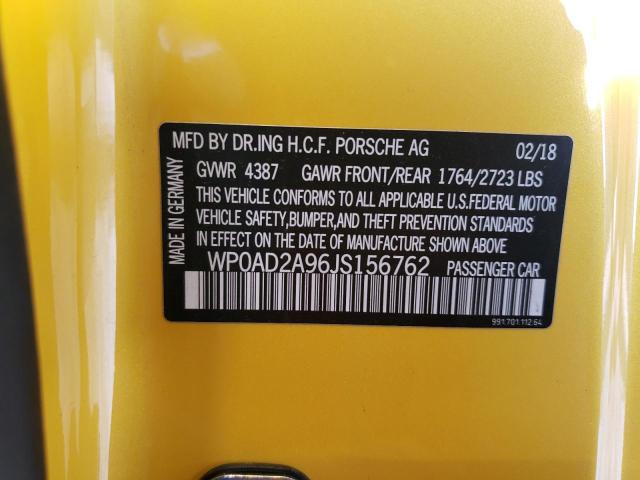 MFD BY DR.ING H.C.F. PORSCHE AG 02/18
GVWR 4387 GAWR FRONT/REAR 1764/2723 LBS
THIS VEHICLE CONFORMS TO ALL APPLICABLE U.S.FEDERAL MOTOR
VEHICLE SAFETY,BUMPER,AND THEFT PREVENTION STANDARDS
IN EFFECT ON THE DATE OF MANUFACTURE SHOWN ABOVE.
WP0AD2A96JS156762 PASSENGER CAR
MADE IN GERMANY
991.701.112.64